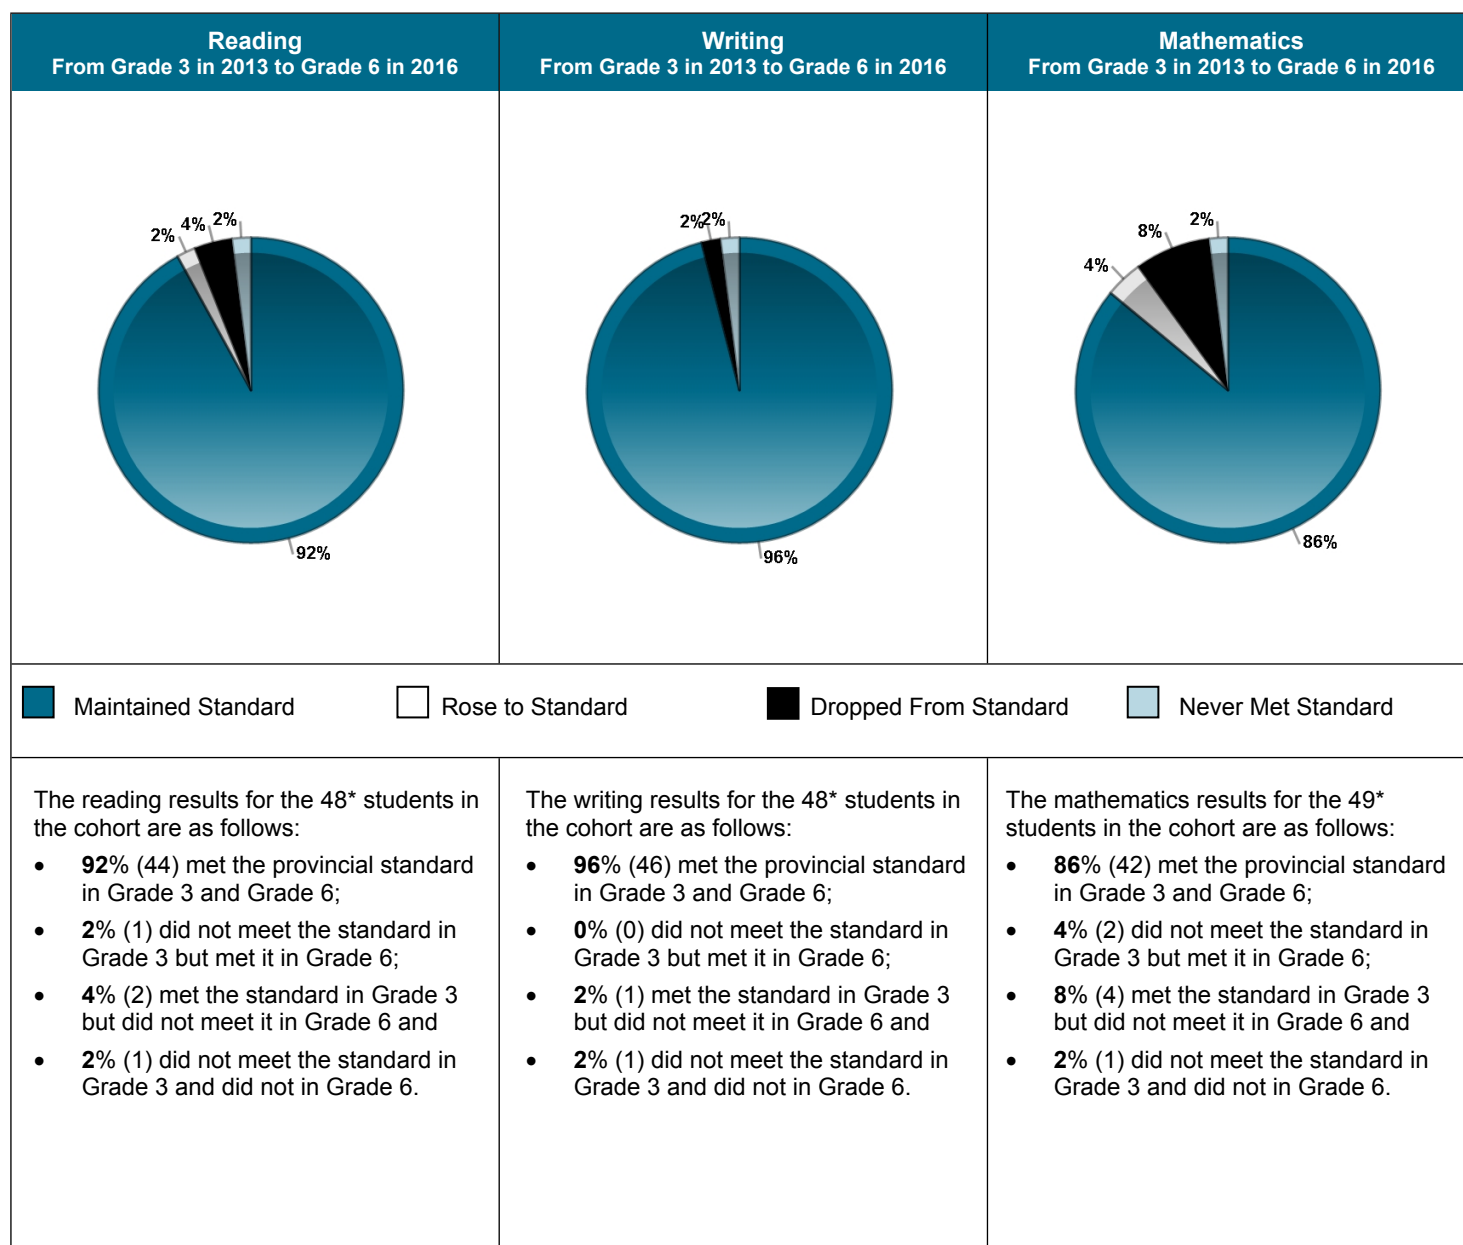 Reading
From Grade 3 in 2013 to Grade 6 in 2016
Writing
From Grade 3 in 2013 to Grade 6 in 2016
Mathematics
From Grade 3 in 2013 to Grade 6 in 2016
2%
4%
2%
92%
2%
2%
96%
4%
8%
2%
86%
Maintained Standard
Rose to Standard
Dropped From Standard
Never Met Standard
The reading results for the 48* students in
the cohort are as follows:
• 92% (44) met the provincial standard
in Grade 3 and Grade 6;
• 2% (1) did not meet the standard in
Grade 3 but met it in Grade 6;
• 4% (2) met the standard in Grade 3
but did not meet it in Grade 6 and
• 2% (1) did not meet the standard in
Grade 3 and did not in Grade 6.
The writing results for the 48* students in
the cohort are as follows:
• 96% (46) met the provincial standard
in Grade 3 and Grade 6;
• 0% (0) did not meet the standard in
Grade 3 but met it in Grade 6;
• 2% (1) met the standard in Grade 3
but did not meet it in Grade 6 and
• 2% (1) did not meet the standard in
Grade 3 and did not in Grade 6.
The mathematics results for the 49*
students in the cohort are as follows:
• 86% (42) met the provincial standard
in Grade 3 and Grade 6;
• 4% (2) did not meet the standard in
Grade 3 but met it in Grade 6;
• 8% (4) met the standard in Grade 3
but did not meet it in Grade 6 and
• 2% (1) did not meet the standard in
Grade 3 and did not in Grade 6.